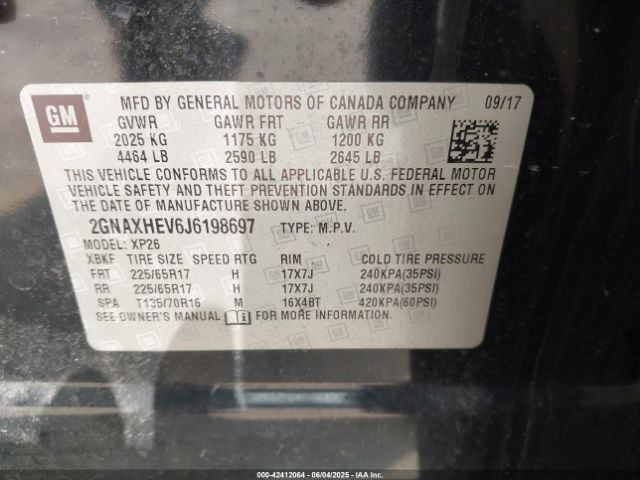 GM
MFD BY GENERAL MOTORS OF CANADA COMPANY 09/17
GVWR GAWR FRT GAWR RR
2025 KG 1175 KG 1200 KG
4464 LB 2590 LB 2645 LB
THIS VEHICLE CONFORMS TO ALL APPLICABLE U.S. FEDERAL MOTOR
VEHICLE SAFETY AND THEFT PREVENTION STANDARDS IN EFFECT ON
THE DATE OF MANUFACTURE SHOWN ABOVE.
2GNAXHEV6J6198697 TYPE: M.P.V.
MODEL: XP26
XBKF TIRE SIZE SPEED RTG RIM COLD TIRE PRESSURE
FRT 225/65R17 H 17X7J 240KPA(35PSI)
RR 225/65R17 H 17X7J 240KPA(35PSI)
SPA T135/70R16 M 16X4BT 420KPA(60PSI)
SEE OWNER'S MANUAL FOR MORE INFORMATION
000-42412064 | 06/04/2025 | IAAI.COM